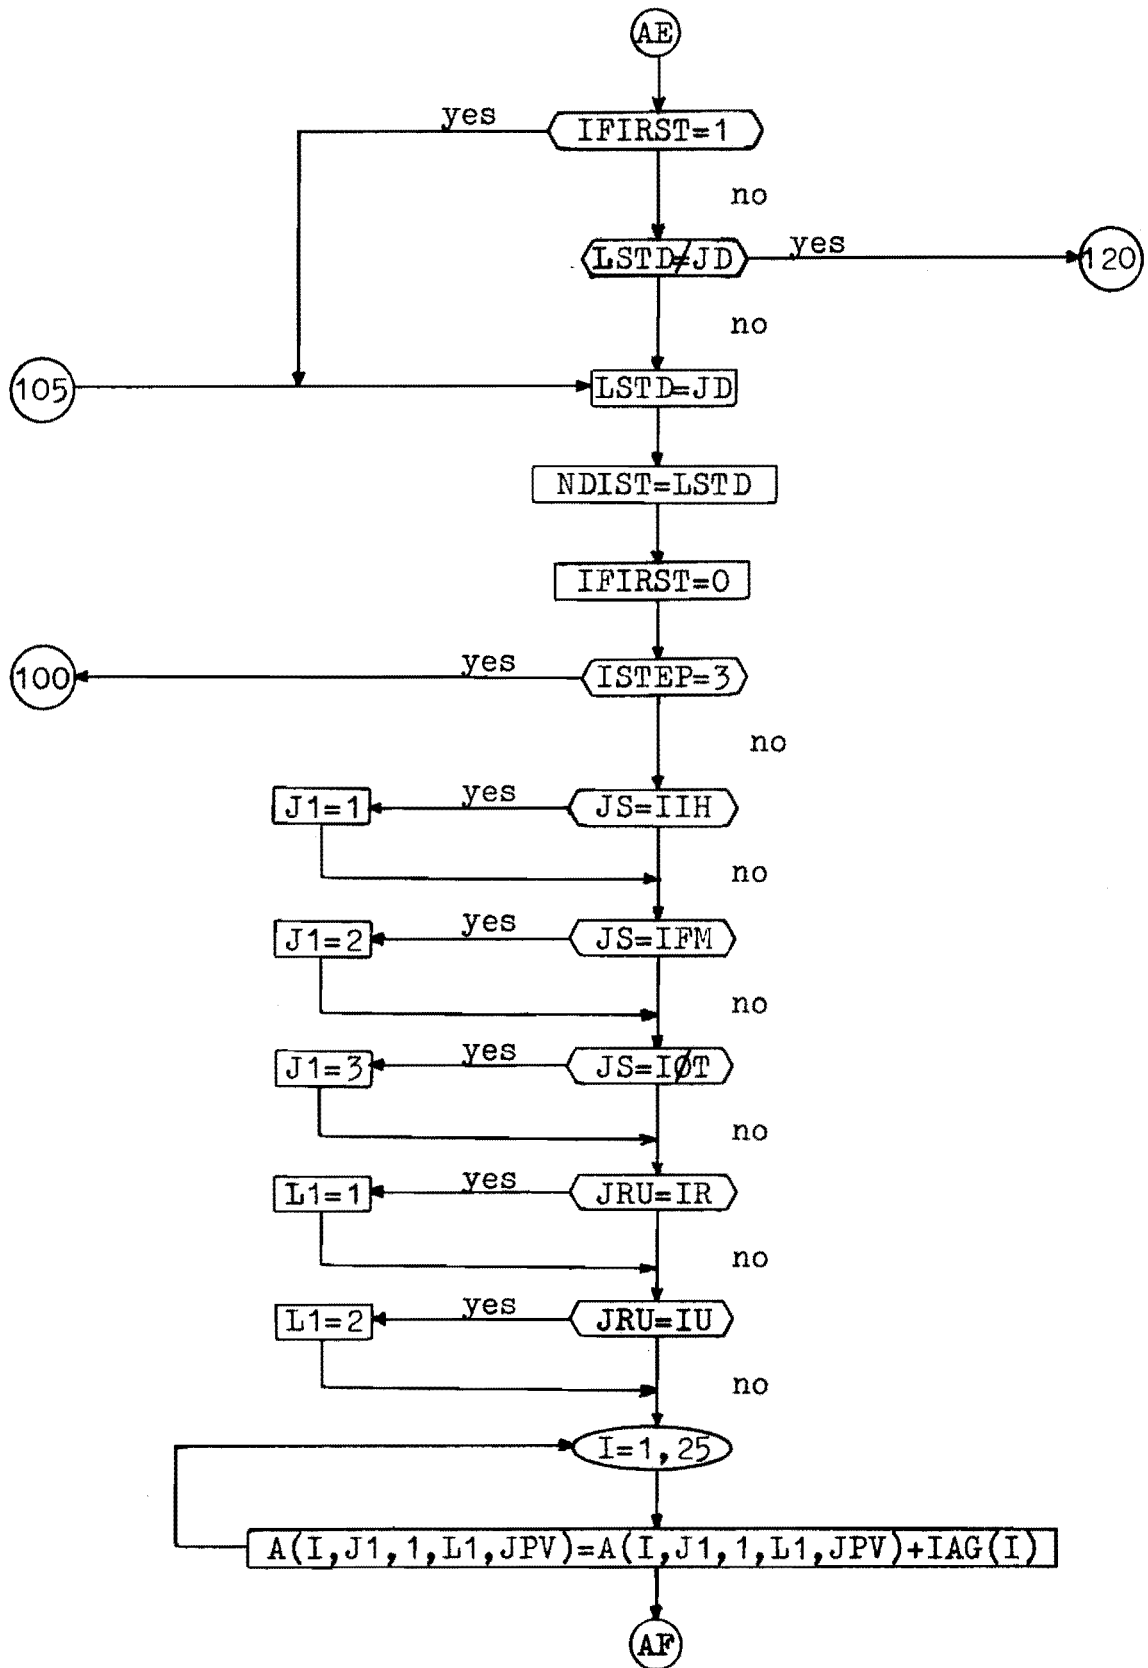 AE
yes
IFIRST=1
no
LSTD≠JD
yes
120
no
105
LSTD=JD
NDIST=LSTD
IFIRST=0
100
yes
ISTEP=3
no
J1=1
yes
JS=IIH
no
J1=2
yes
JS=IFM
no
J1=3
yes
JS=IØT
no
L1=1
yes
JRU=IR
no
L1=2
yes
JRU=IU
no
I=1,25
A(I,J1,1,L1,JPV)=A(I,J1,1,L1,JPV)+IAG(I)
AF